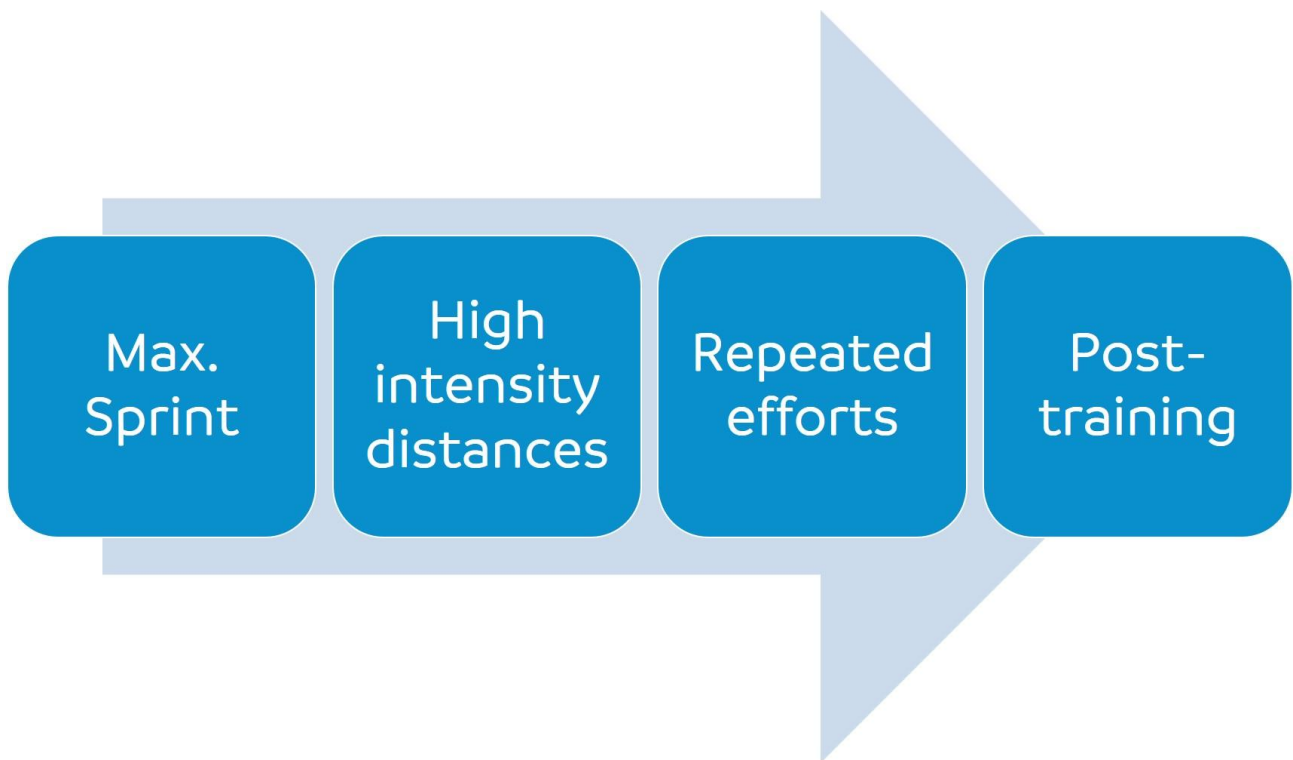 Max.
Sprint
High
intensity
distances
Repeated
efforts
Post-
training